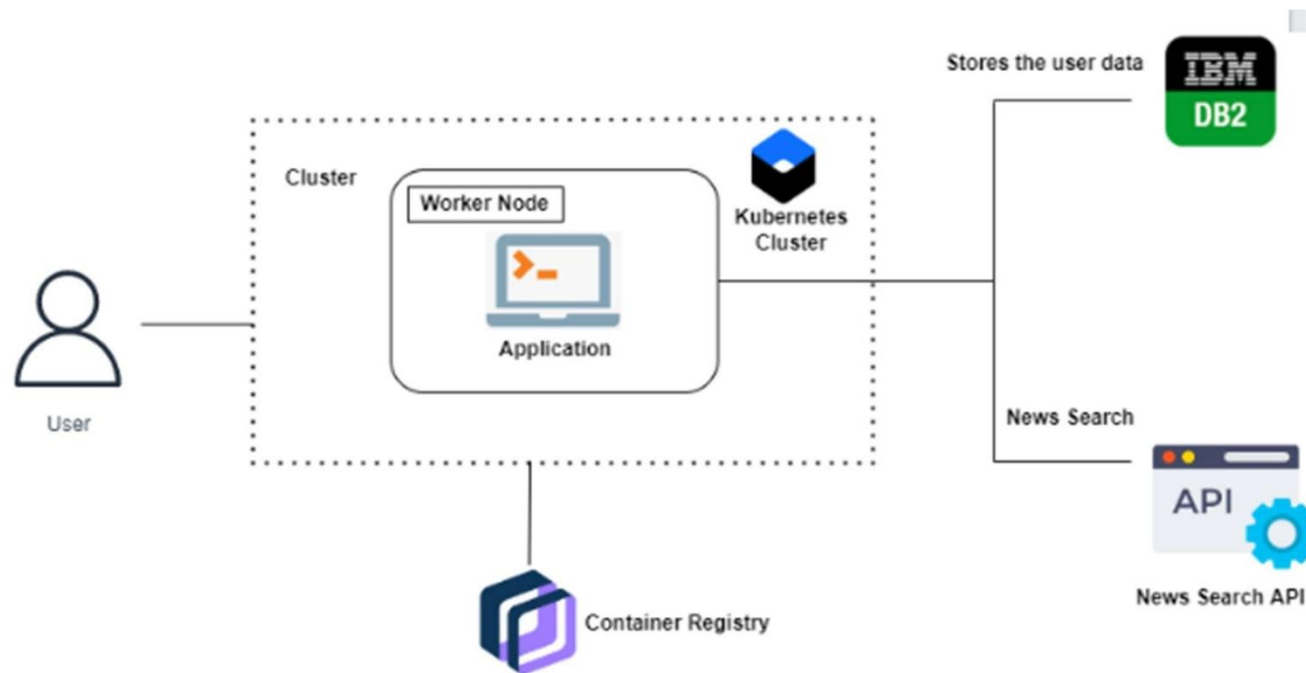 Stores the user data
IBM
DB2
Cluster
Worker Node
Kubernetes
Cluster
Application
User
News Search
API
News Search API
Container Registry